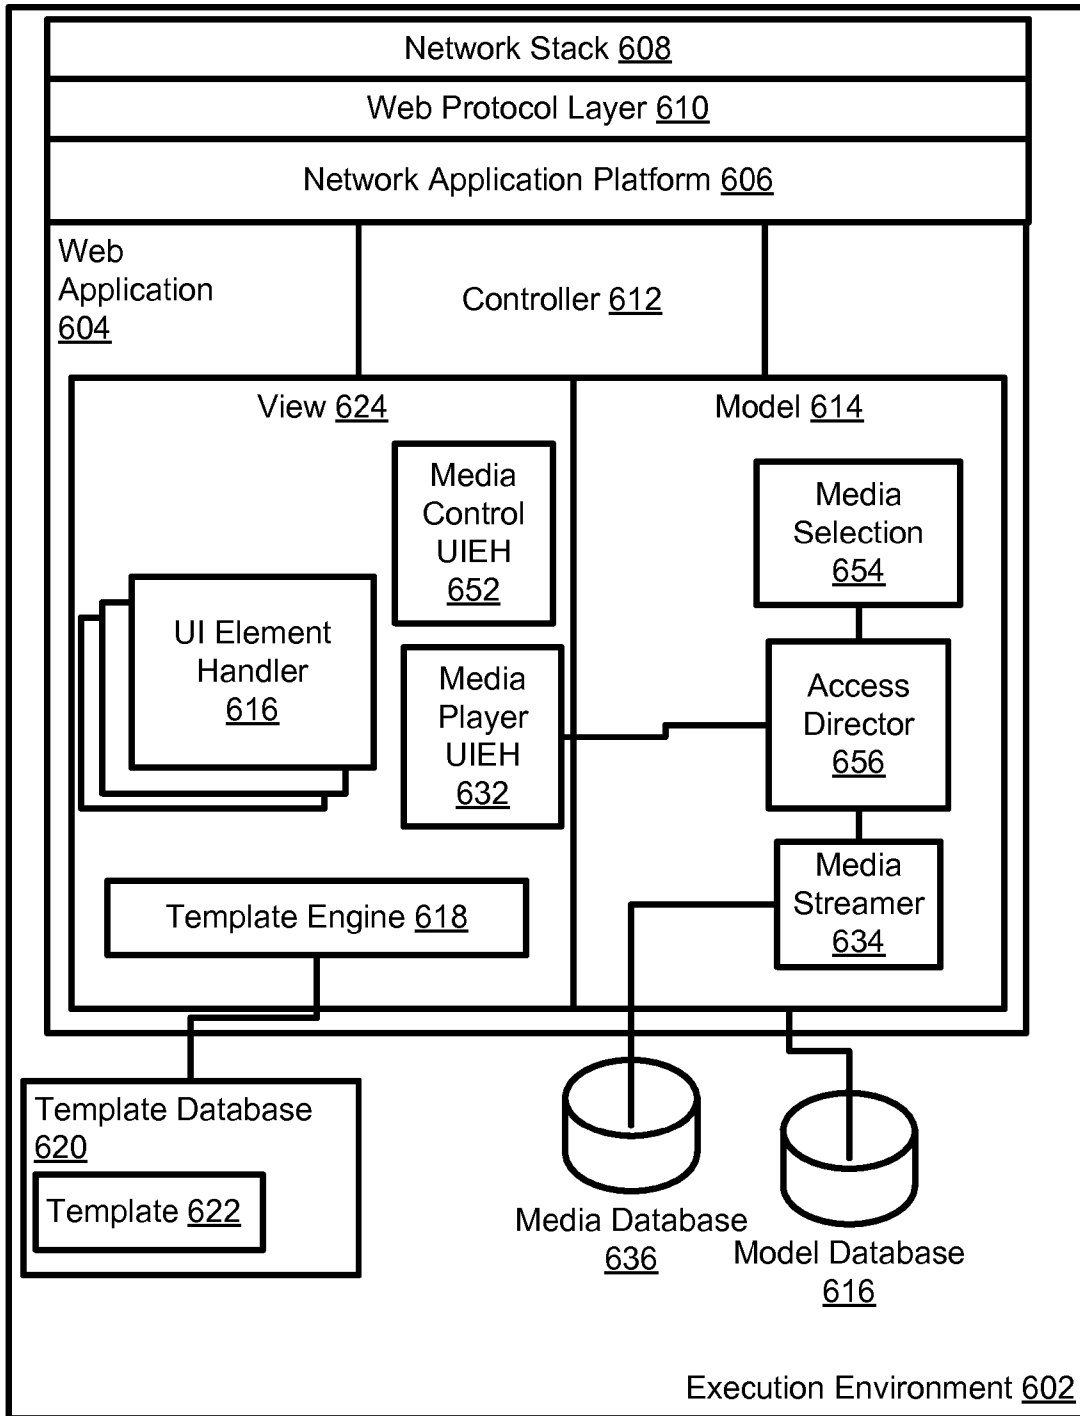 Network Stack 608
Web Protocol Layer 610
Network Application Platform 606
Web
Application
604
Controller 612
View 624
Model 614
Media
Control
UIEH
652
Media
Selection
654
UI Element
Handler
616
Media
Player
UIEH
632
Access
Director
656
Media
Streamer
634
Template Engine 618
Template Database
620
Template 622
Media Database
636
Model Database
616
Execution Environment 602